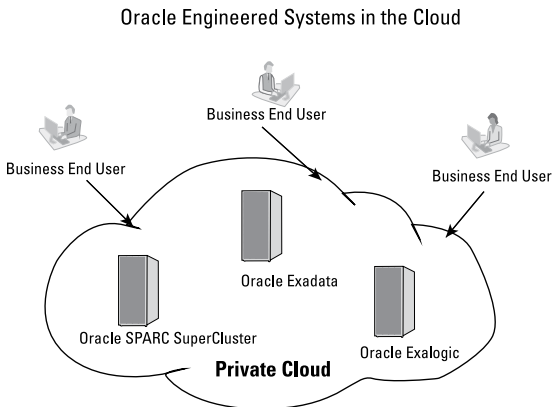 Oracle Engineered Systems in the Cloud
Business End User
Business End User
Business End User
Oracle Exadata
Oracle SPARC SuperCluster
Oracle Exalogic
Private Cloud